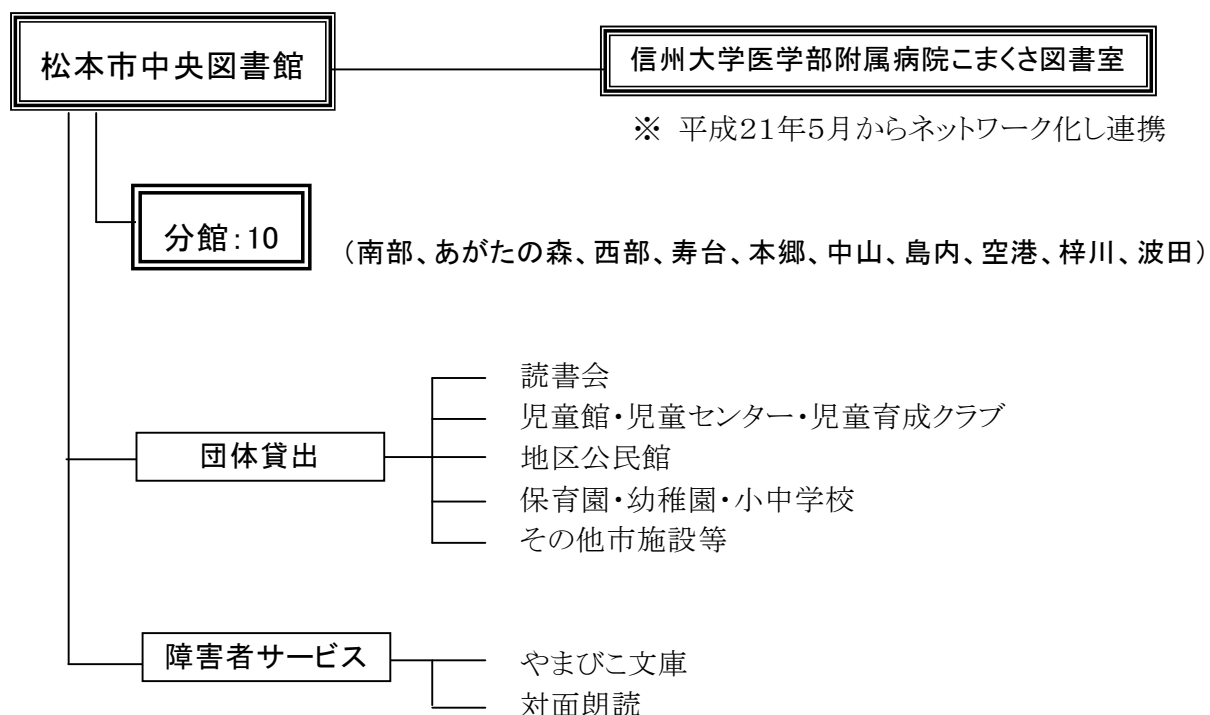 松本市中央図書館
信州大学医学部附属病院こまくさ図書室
※ 平成21年5月からネットワーク化し連携
分館:10
(南部、あがたの森、西部、寿台、本郷、中山、島内、空港、梓川、波田)
読書会
児童館・児童センター・児童育成クラブ
団体貸出
地区公民館
保育園・幼稚園・小中学校
その他市施設等
障害者サービス
やまびこ文庫
対面朗読